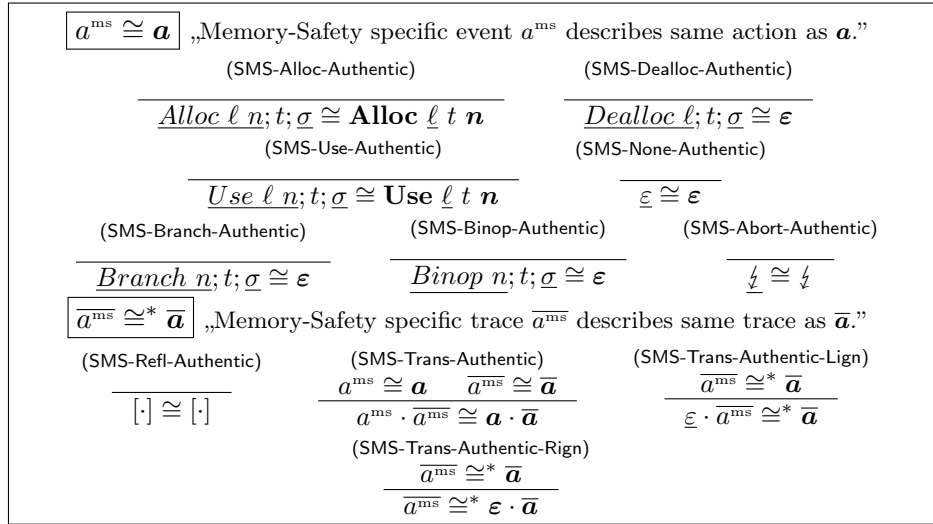 a^ms ≅ a „Memory-Safety specific event a^ms describes same action as a.”
(SMS-Alloc-Authentic) (SMS-Dealloc-Authentic)
Alloc ℓ n; t; σ ≅ Alloc ℓ t n Dealloc ℓ; t; σ ≅ ε
(SMS-Use-Authentic) (SMS-None-Authentic)
Use ℓ n; t; σ ≅ Use ℓ t n ε ≅ ε
(SMS-Branch-Authentic) (SMS-Binop-Authentic) (SMS-Abort-Authentic)
Branch n; t; σ ≅ ε Binop n; t; σ ≅ ε ↯ ≅ ↯
a̅^ms ≅* a̅ „Memory-Safety specific trace a̅^ms describes same trace as a̅.”
(SMS-Refl-Authentic) (SMS-Trans-Authentic) (SMS-Trans-Authentic-Lign)
a^ms ≅ a a̅^ms ≅ a̅ a̅^ms ≅* a̅
[·] ≅ [·] a^ms · a̅^ms ≅ a · a̅ ε · a̅^ms ≅* a̅
(SMS-Trans-Authentic-Rign)
a̅^ms ≅* a̅
a̅^ms ≅* ε · a̅